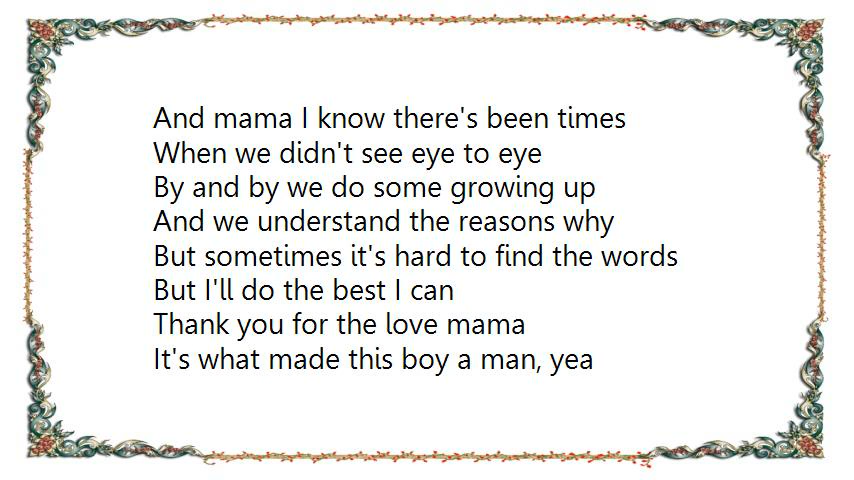 And mama I know there's been times
When we didn't see eye to eye
By and by we do some growing up
And we understand the reasons why
But sometimes it's hard to find the words
But I'll do the best I can
Thank you for the love mama
It's what made this boy a man, yea